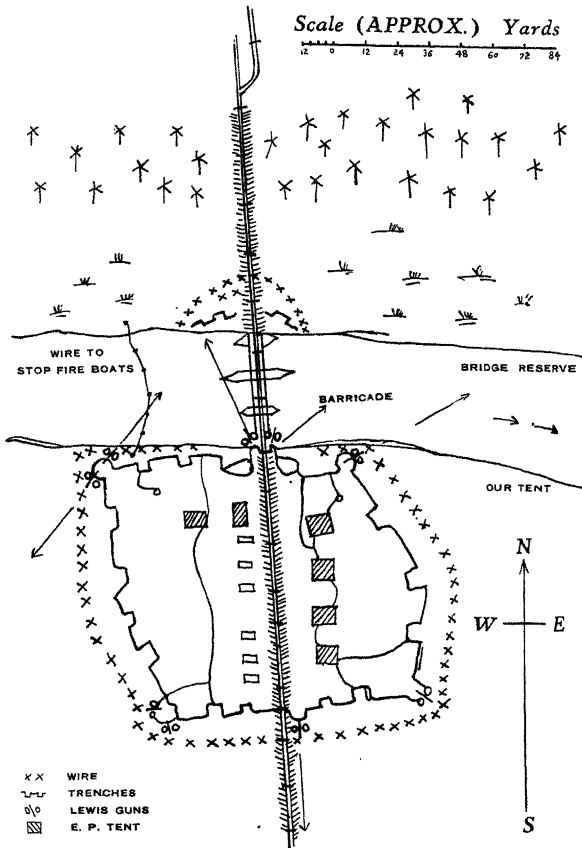 Scale (APPROX.) Yards
12 0 12 24 36 48 60 72 84
WIRE TO
STOP FIRE BOATS
BRIDGE RESERVE
BARRICADE
OUR TENT
N
W E
S
x x WIRE
TRENCHES
LEWIS GUNS
E. P. TENT